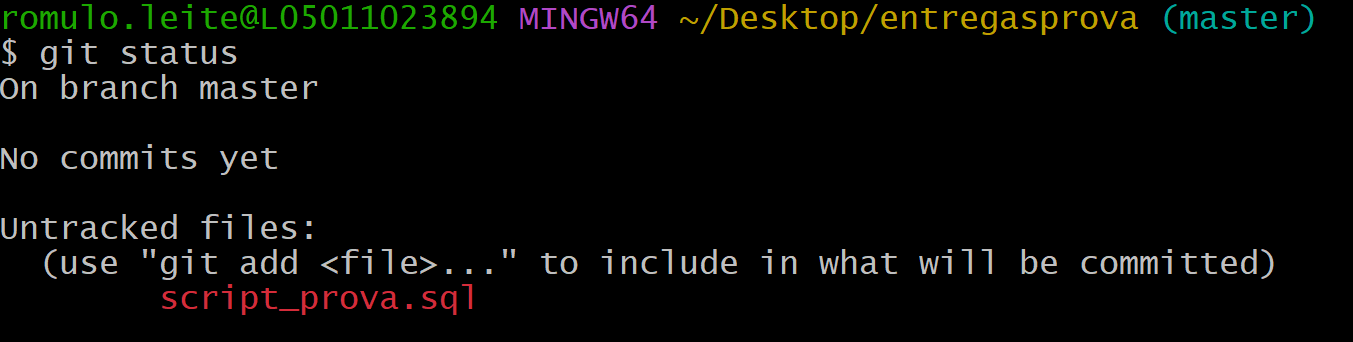 romulo.leite@L05011023894 MINGW64 ~/Desktop/entregasprova (master)
$ git status
On branch master
No commits yet
Untracked files:
(use "git add <file>..." to include in what will be committed)
script_prova.sql